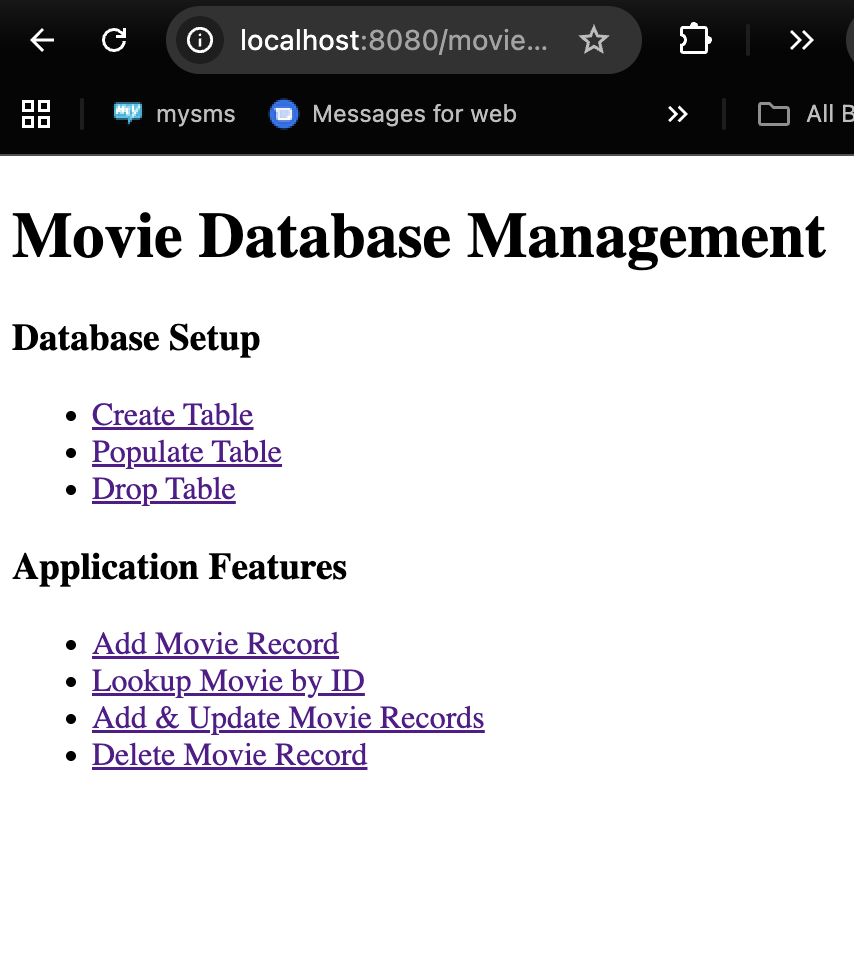 localhost:8080/movie...
mysms
Messages for web
All B
Movie Database Management
Database Setup
Create Table
Populate Table
Drop Table
Application Features
Add Movie Record
Lookup Movie by ID
Add & Update Movie Records
Delete Movie Record